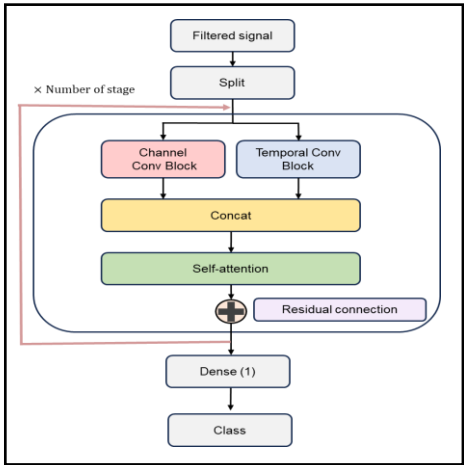 Filtered signal
Split
× Number of stage
Channel
Conv Block
Temporal Conv
Block
Concat
Self-attention
Residual connection
Dense (1)
Class